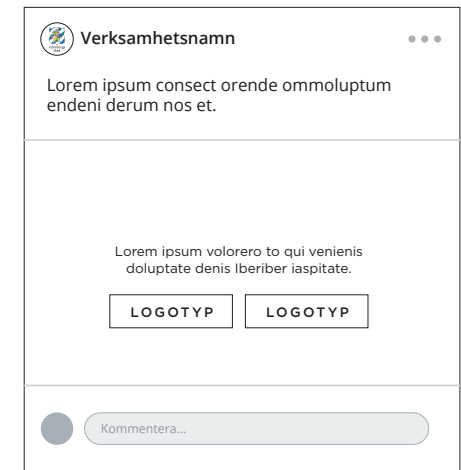 Verksamhetsnamn
Lorem ipsum consect orende ommoluptum
endeni derum nos et.
Lorem ipsum volorero to qui venienis
doluptate denis Iberiber iaspitate.
LOGOTYP LOGOTYP
Kommentera...